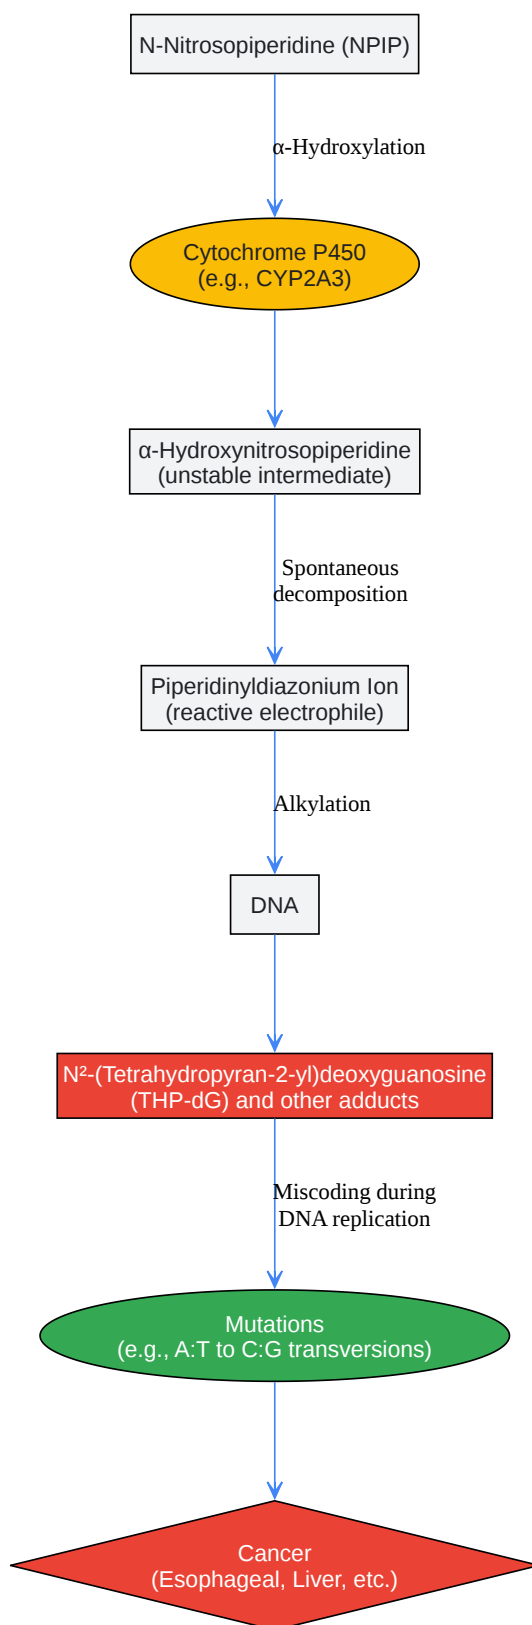 N-Nitrosopiperidine (NPIP)
α-Hydroxylation
Cytochrome P450
(e.g., CYP2A3)
α-Hydroxynitrosopiperidine
(unstable intermediate)
Spontaneous
decomposition
Piperidinyldiazonium Ion
(reactive electrophile)
Alkylation
DNA
N²-(Tetrahydropyran-2-yl)deoxyguanosine
(THP-dG) and other adducts
Miscoding during
DNA replication
Mutations
(e.g., A:T to C:G transversions)
Cancer
(Esophageal, Liver, etc.)